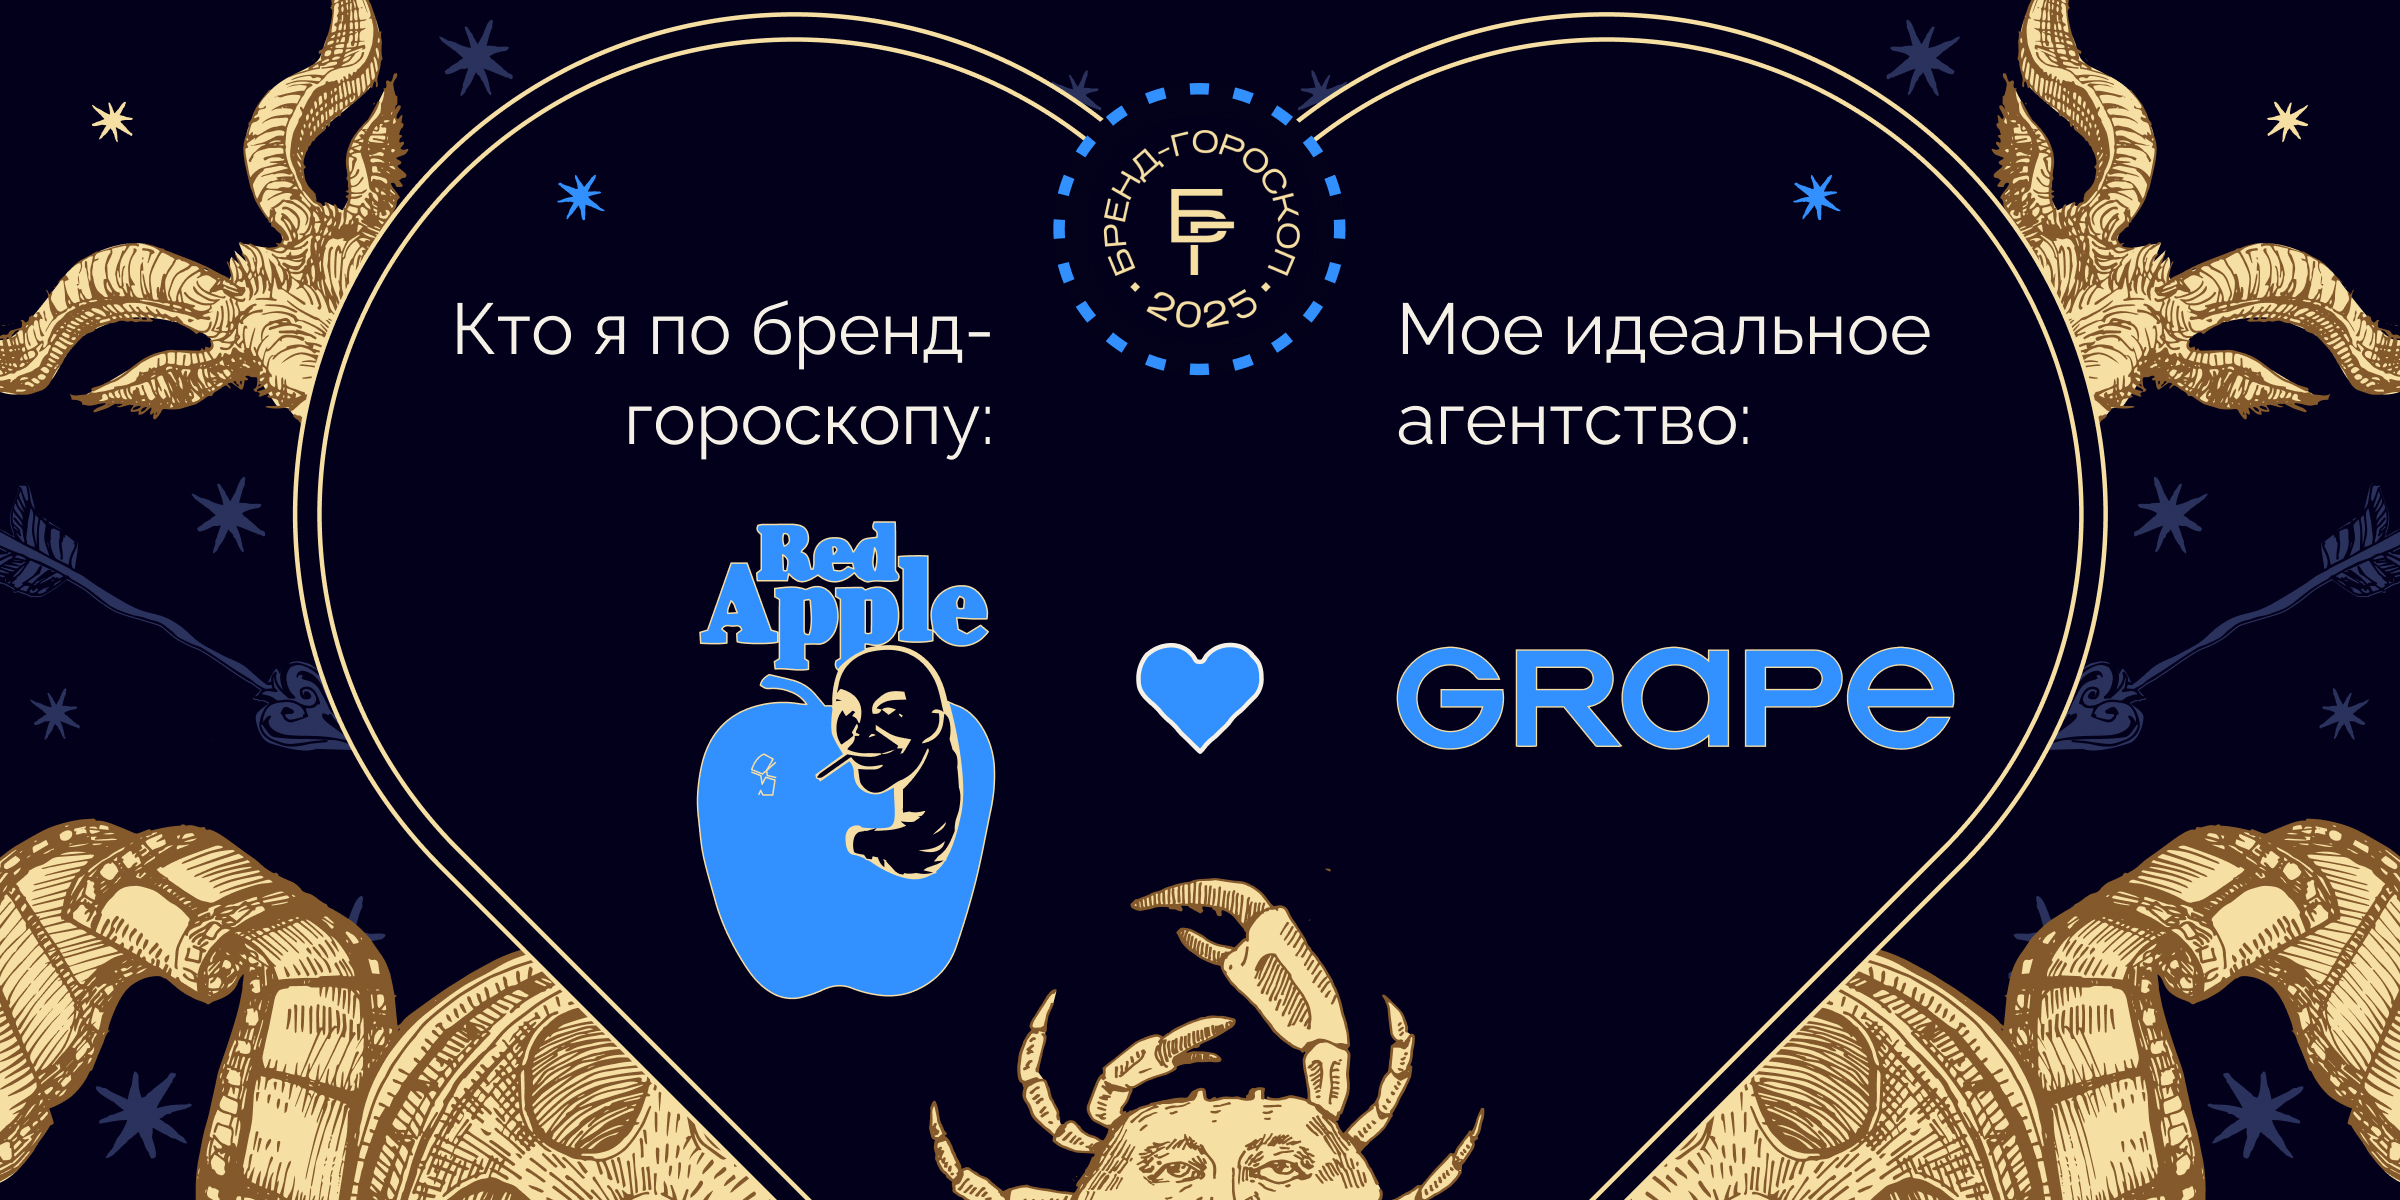 БРЕНД-ГОРОСКОП
БГ
2025
Кто я по бренд-
гороскопу:
Мое идеальное
агентство:
Red
Apple
GRAPE